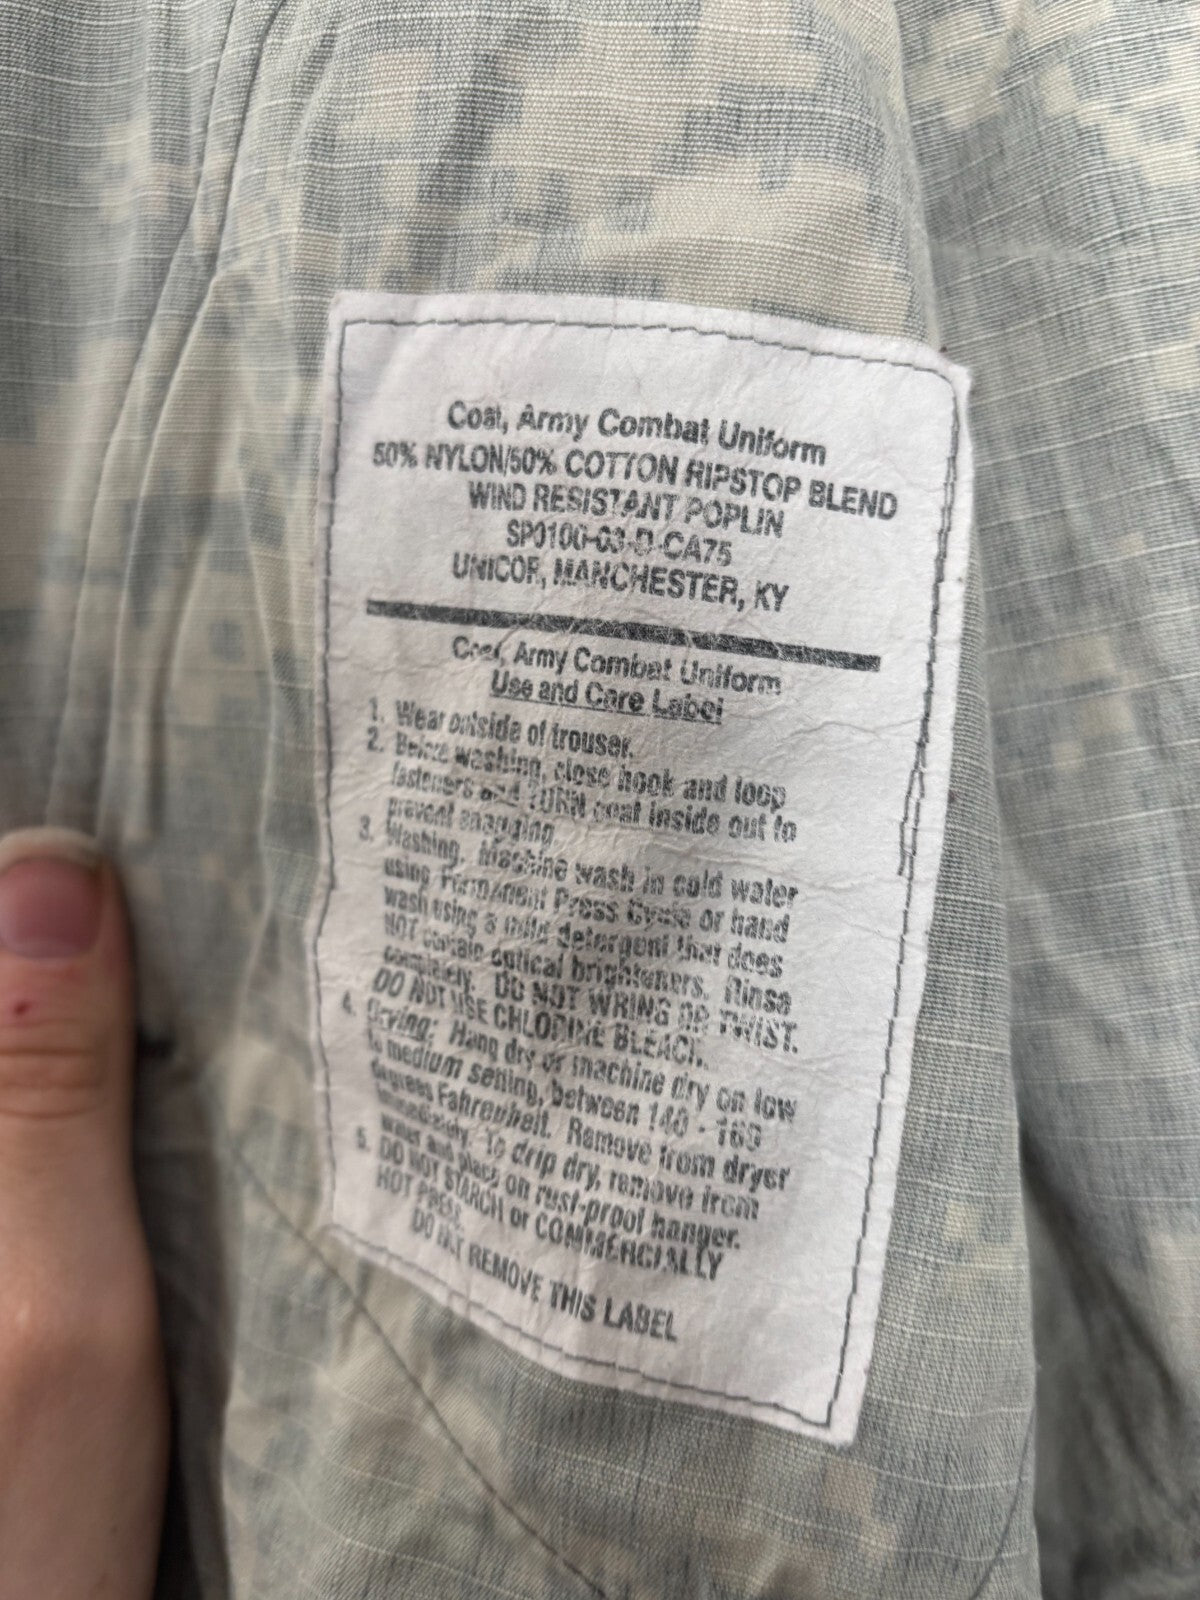 Coat, Army Combat Uniform
50% NYLON/50% COTTON RIPSTOP BLEND
WIND RESISTANT POPLIN
SP0100-03-D-CA75
UNICOR, MANCHESTER, KY
Coat, Army Combat Uniform
Use and Care Label
1. Wear outside of trouser.
2. Before washing, close hook and loop
fasteners and TURN coat inside out to
prevent snagging.
3. Washing. Machine wash in cold water
using Permanent Press Cycle or hand
wash using a mild detergent that does
NOT contain optical brighteners. Rinse
completely. DO NOT WRING OR TWIST.
DO NOT USE CHLORINE BLEACH.
4. Drying: Hang dry or machine dry on low
to medium setting, between 140 - 160
degrees Fahrenheit. Remove from dryer
immediately. To drip dry, remove from
water and place on rust-proof hanger.
5. DO NOT STARCH or COMMERCIALLY
HOT PRESS.
DO NOT REMOVE THIS LABEL